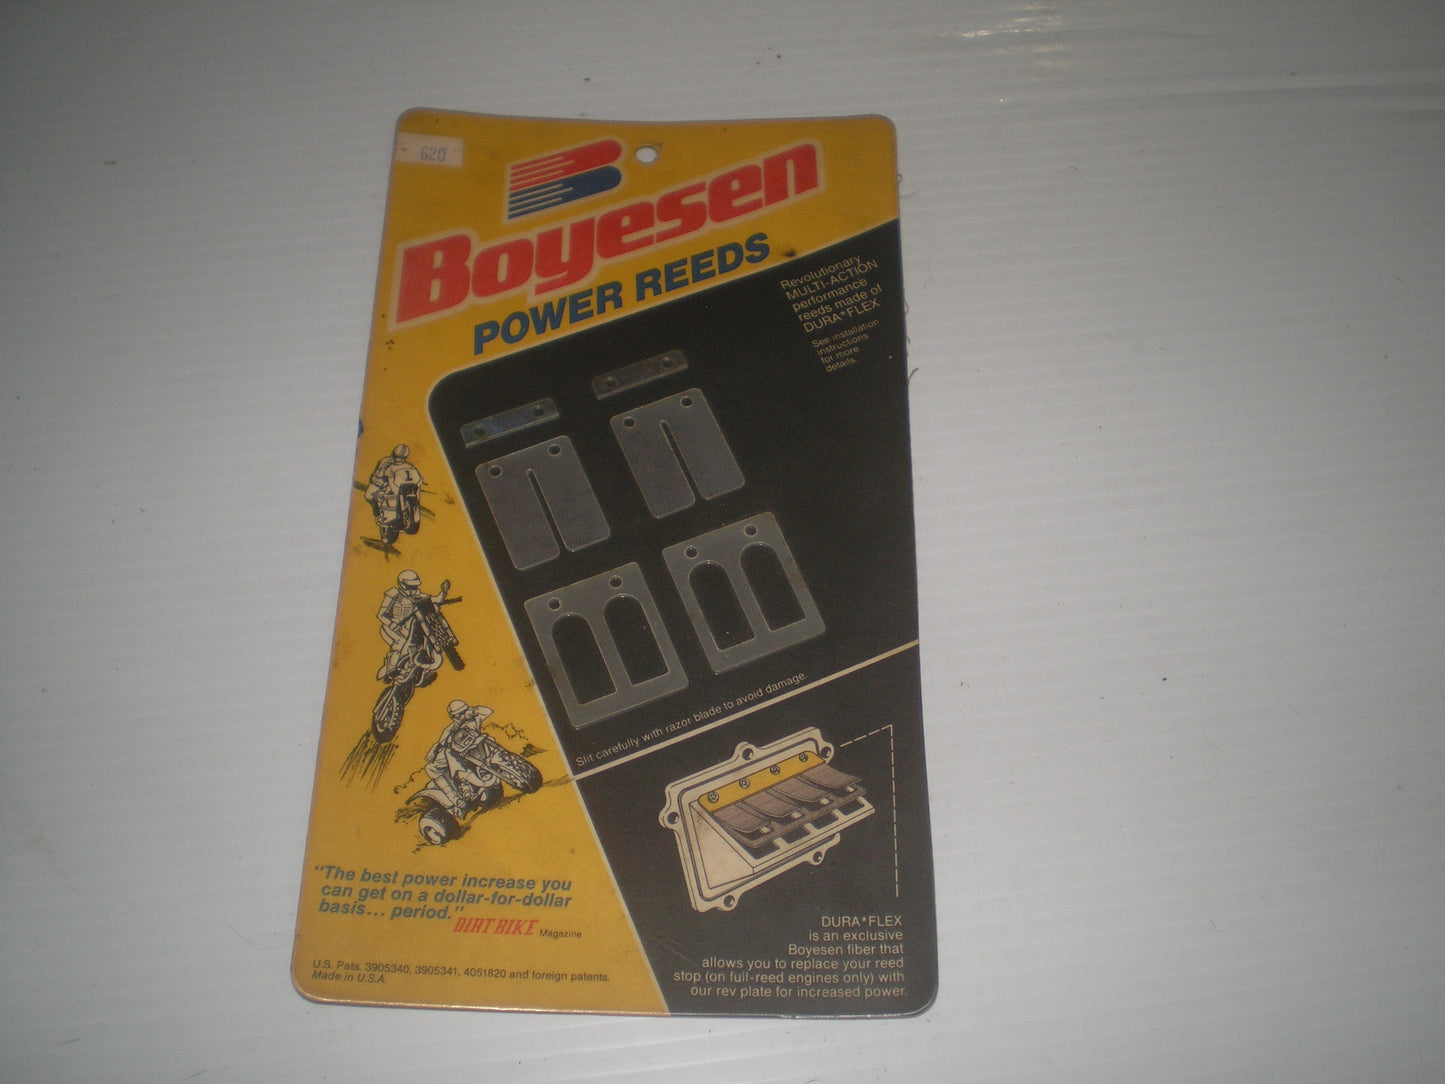 620
Boyesen
POWER REEDS
Revolutionary
MULTI-ACTION
performance
reeds made of
DURA*FLEX
See installation
instructions
for more
details.
1
Slit carefully with razor blade to avoid damage.
"The best power increase you
can get on a dollar-for-dollar
basis... period."
DIRT BIKE Magazine
U.S. Pats. 3905340, 3905341, 4051820 and foreign patents.
Made in U.S.A.
DURA*FLEX
is an exclusive
Boyesen fiber that
allows you to replace your reed
stop (on full-reed engines only) with
our rev plate for increased power.